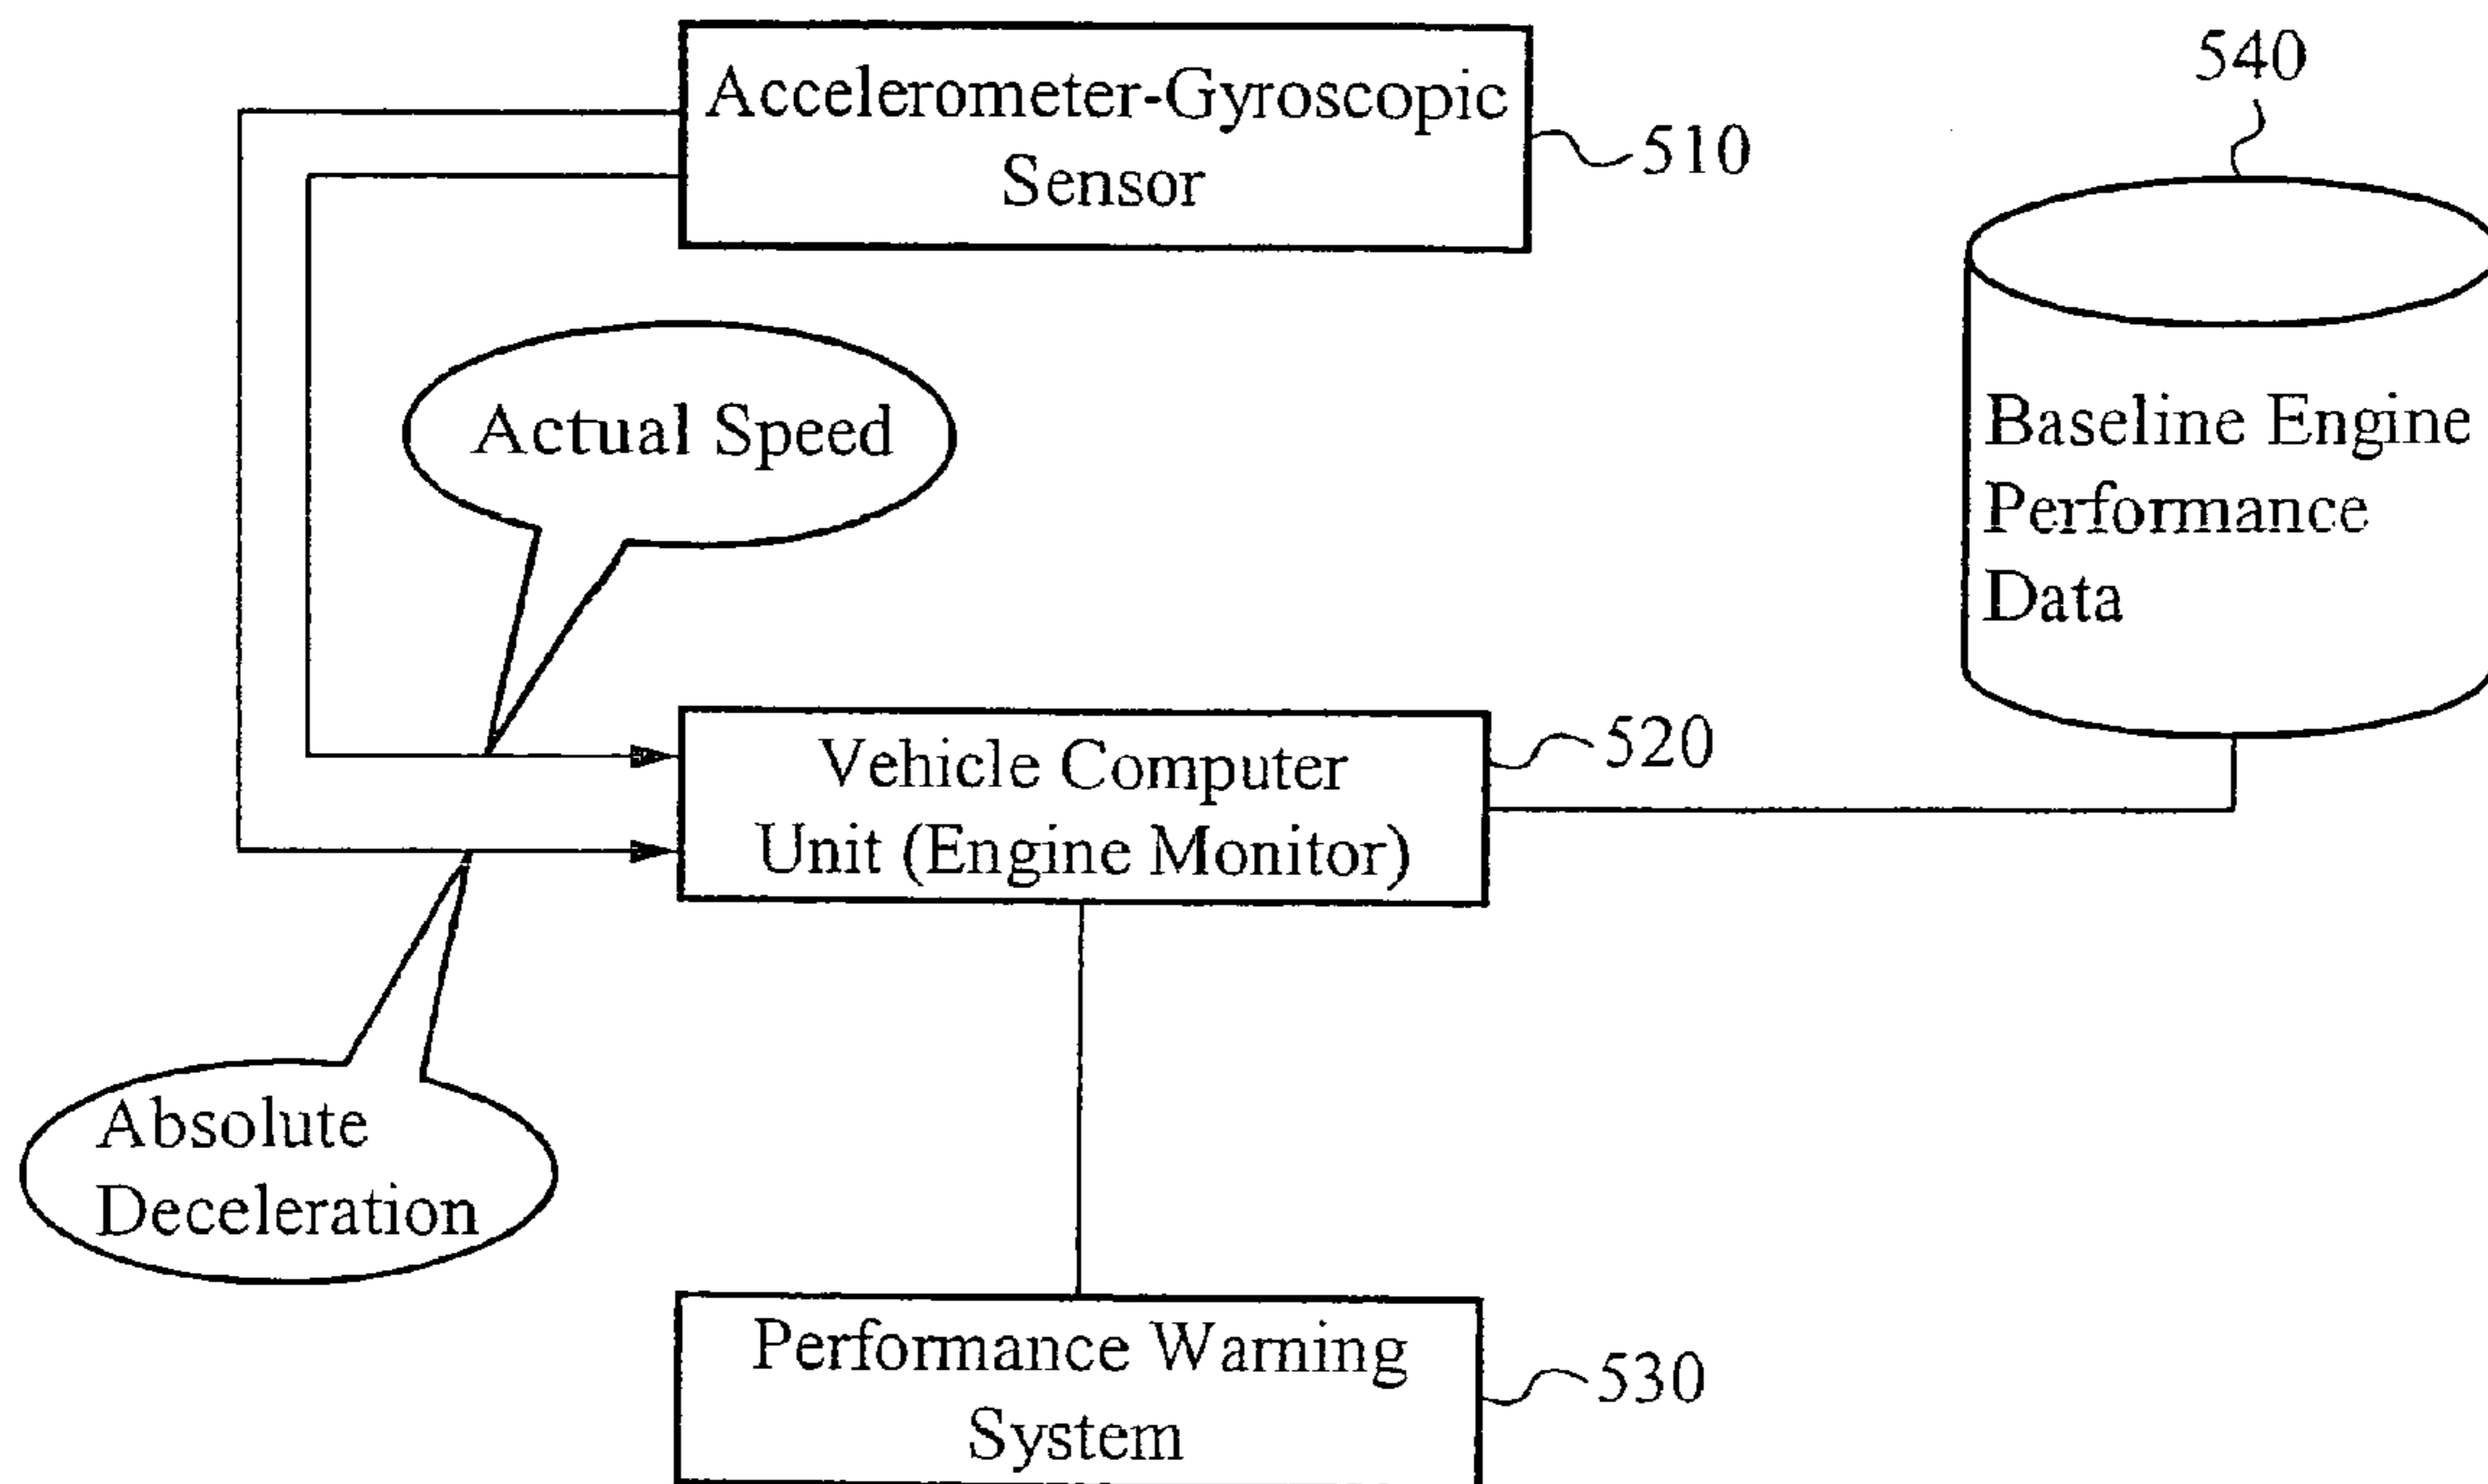 Accelerometer-Gyroscopic
Sensor
510
540
Actual Speed
Baseline Engine
Performance
Data
Vehicle Computer
Unit (Engine Monitor)
520
Absolute
Deceleration
Performance Warning
System
530